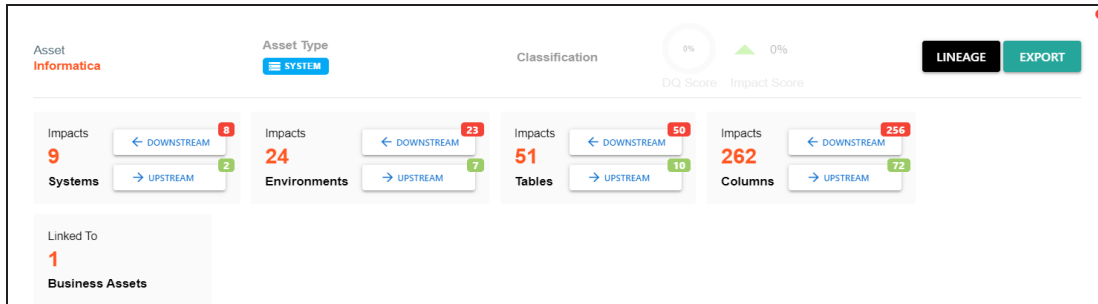 Asset
Informatica
Asset Type
SYSTEM
Classification
0%
DQ Score
0%
Impact Score
LINEAGE
EXPORT
Impacts
9
Systems
DOWNSTREAM
8
UPSTREAM
2
Impacts
24
Environments
DOWNSTREAM
23
UPSTREAM
7
Impacts
51
Tables
DOWNSTREAM
50
UPSTREAM
10
Impacts
262
Columns
DOWNSTREAM
256
UPSTREAM
72
Linked To
1
Business Assets